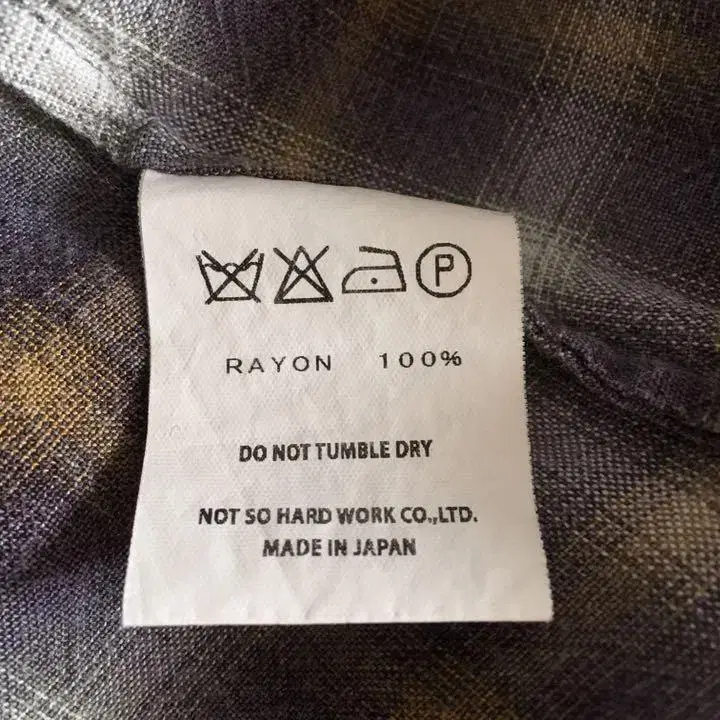 P
RAYON 100%
DO NOT TUMBLE DRY
NOT SO HARD WORK CO.,LTD.
MADE IN JAPAN